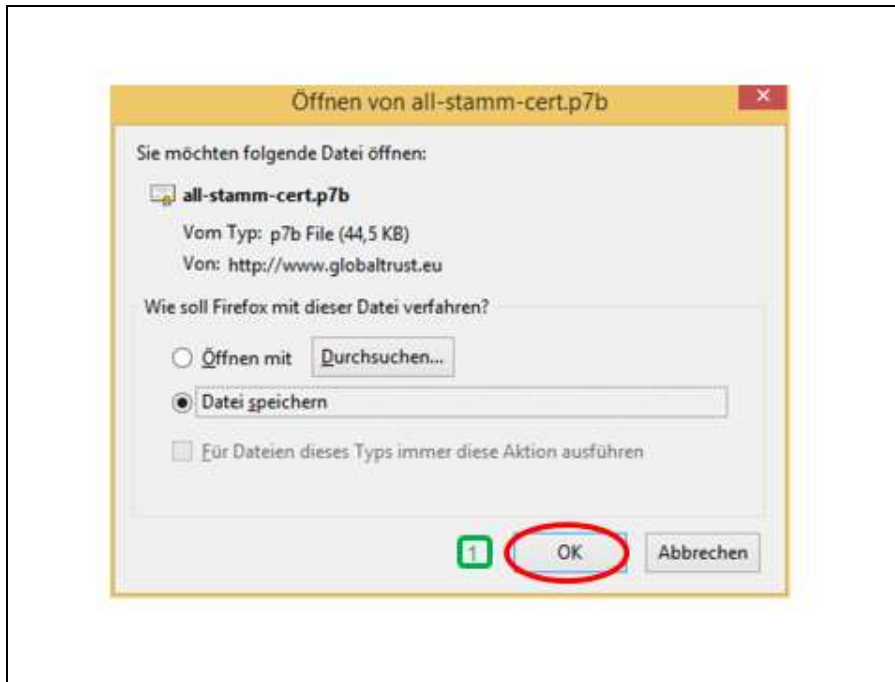 Öffnen von all-stamm-cert.p7b
Sie möchten folgende Datei öffnen:
all-stamm-cert.p7b
Vom Typ: p7b File (44,5 KB)
Von: http://www.globaltrust.eu
Wie soll Firefox mit dieser Datei verfahren?
Öffnen mit Durchsuchen...
Datei speichern
Für Dateien dieses Typs immer diese Aktion ausführen
1 OK Abbrechen